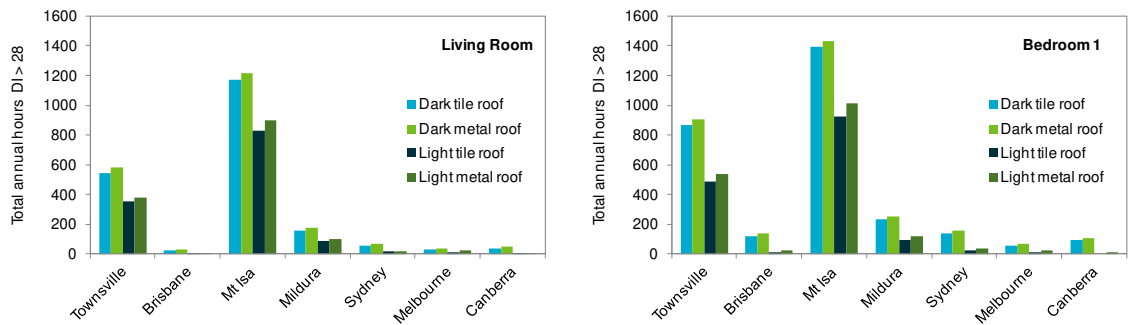 Total annual hours DI > 28
1600
1400
1200
1000
800
600
400
200
0
Living Room
Dark tile roof
Dark metal roof
Light tile roof
Light metal roof
Townsville
Brisbane
Mt Isa
Mildura
Sydney
Melbourne
Canberra
Total annual hours DI > 28
1600
1400
1200
1000
800
600
400
200
0
Bedroom 1
Dark tile roof
Dark metal roof
Light tile roof
Light metal roof
Townsville
Brisbane
Mt Isa
Mildura
Sydney
Melbourne
Canberra